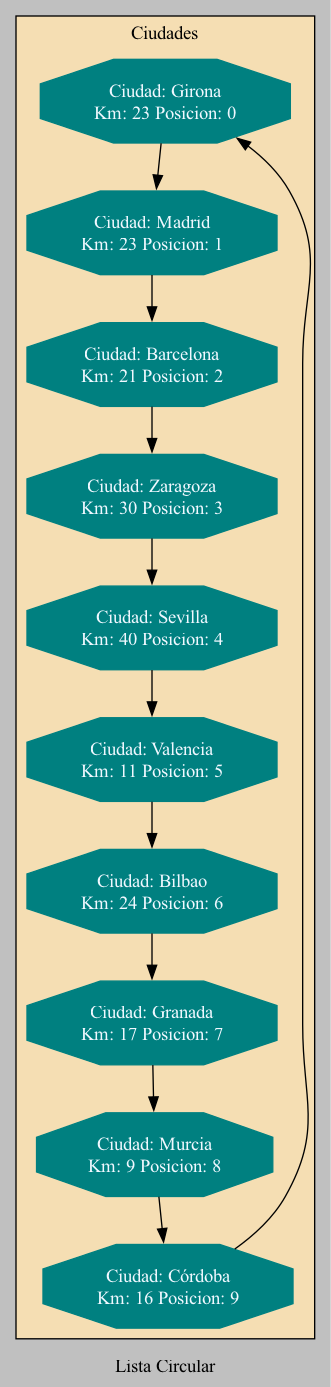 Ciudades
Ciudad: Girona
Km: 23 Posicion: 0
Ciudad: Madrid
Km: 23 Posicion: 1
Ciudad: Barcelona
Km: 21 Posicion: 2
Ciudad: Zaragoza
Km: 30 Posicion: 3
Ciudad: Sevilla
Km: 40 Posicion: 4
Ciudad: Valencia
Km: 11 Posicion: 5
Ciudad: Bilbao
Km: 24 Posicion: 6
Ciudad: Granada
Km: 17 Posicion: 7
Ciudad: Murcia
Km: 9 Posicion: 8
Ciudad: Córdoba
Km: 16 Posicion: 9
Lista Circular